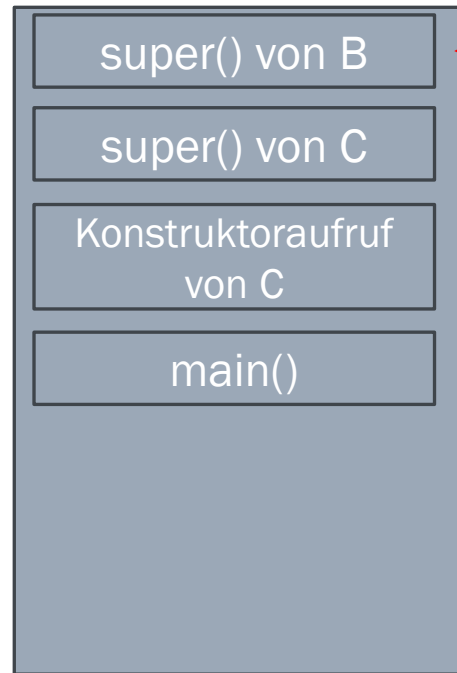 super() von B
super() von C
Konstruktoraufruf
von C
main()